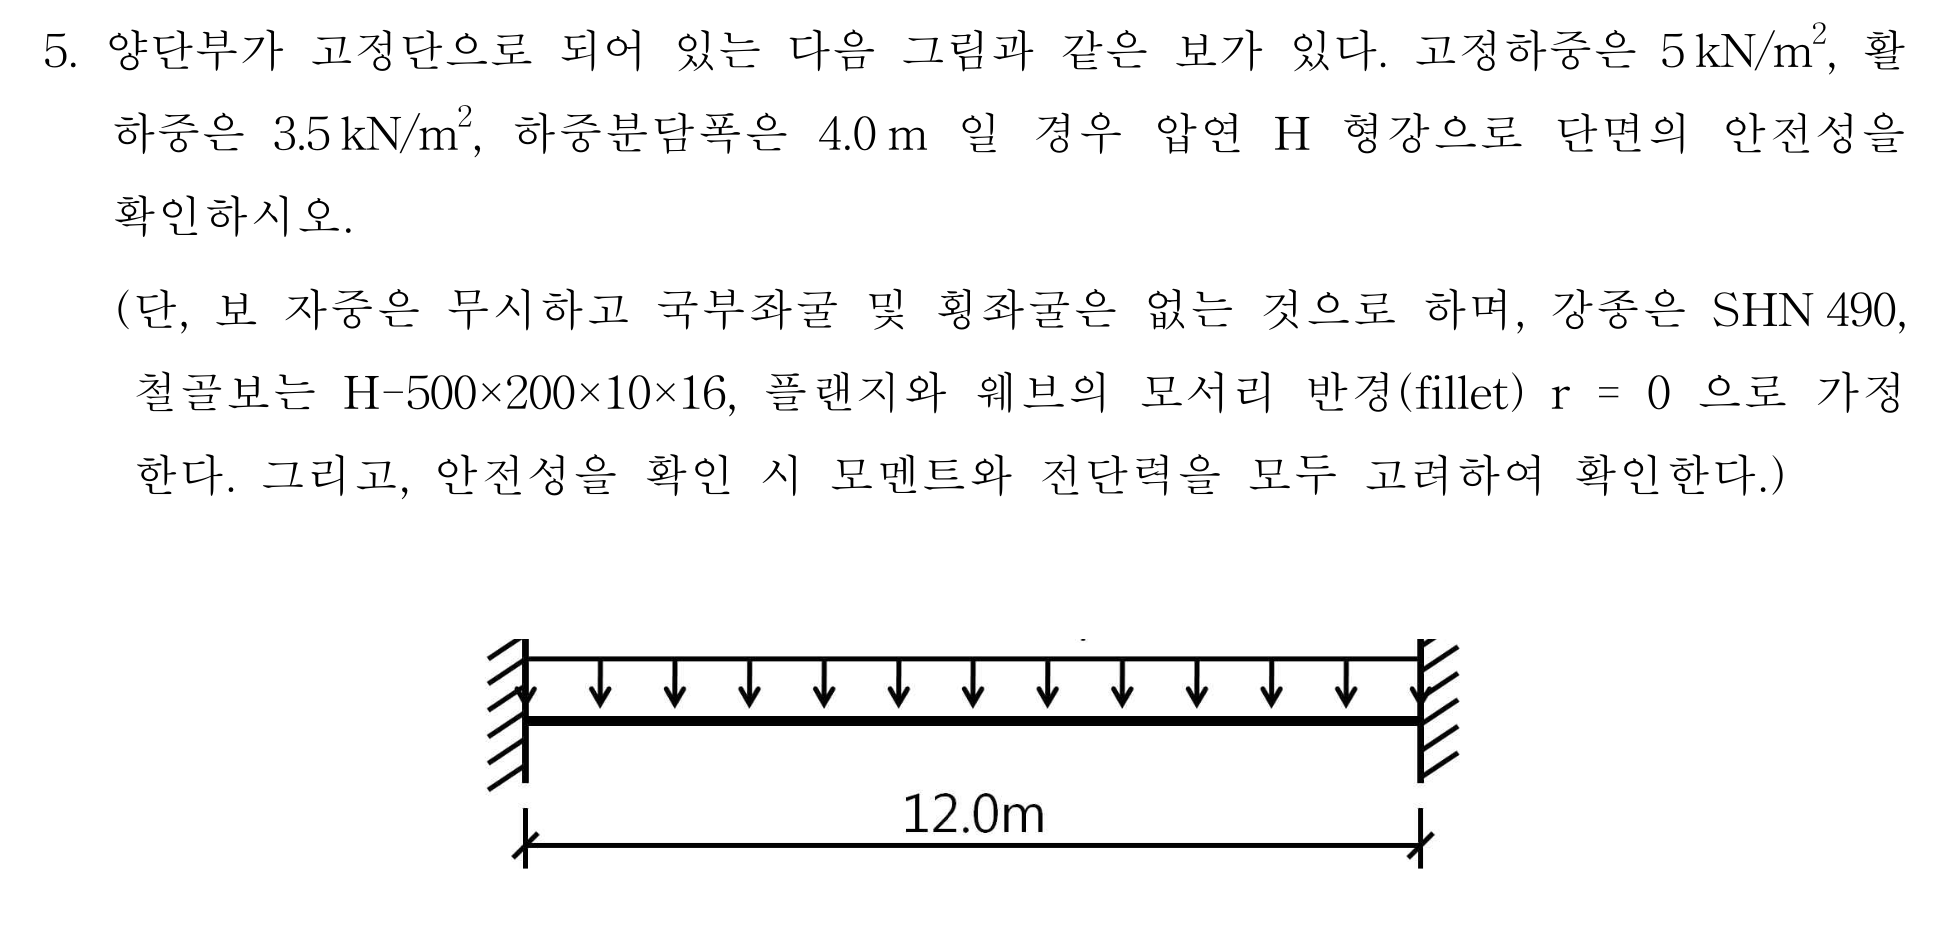 5. 양단부가 고정단으로 되어 있는 다음 그림과 같은 보가 있다. 고정하중은 5 kN/m², 활
하중은 3.5 kN/m², 하중분담폭은 4.0 m 일 경우 압연 H 형강으로 단면의 안전성을
확인하시오.
(단, 보 자중은 무시하고 국부좌굴 및 횡좌굴은 없는 것으로 하며, 강종은 SHN 490,
철골보는 H-500×200×10×16, 플랜지와 웨브의 모서리 반경(fillet) r = 0 으로 가정
한다. 그리고, 안전성을 확인 시 모멘트와 전단력을 모두 고려하여 확인한다.)
12.0m